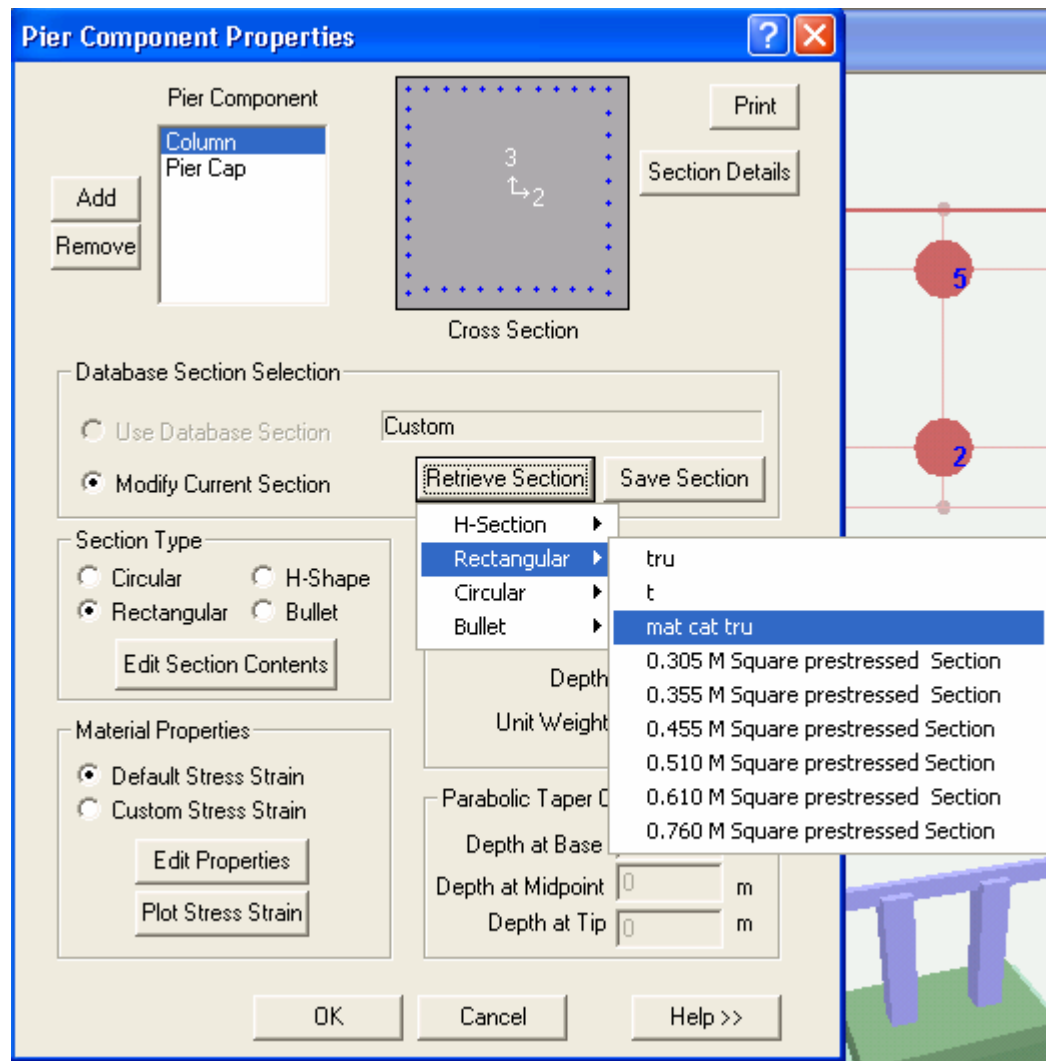 Pier Component Properties
Pier Component
Column
Pier Cap
Add
Remove
3
2
Cross Section
Print
Section Details
5
2
Database Section Selection
Use Database Section
Custom
Modify Current Section
Retrieve Section
Save Section
H-Section
Rectangular
Circular
Bullet
tru
t
mat cat tru
0.305 M Square prestressed Section
0.355 M Square prestressed Section
0.455 M Square prestressed Section
0.510 M Square prestressed Section
0.610 M Square prestressed Section
0.760 M Square prestressed Section
Section Type
Circular
H-Shape
Rectangular
Bullet
Edit Section Contents
Depth
Unit Weight
Material Properties
Default Stress Strain
Custom Stress Strain
Edit Properties
Plot Stress Strain
Parabolic Taper
Depth at Base
Depth at Midpoint 0 m
Depth at Tip 0 m
OK
Cancel
Help >>